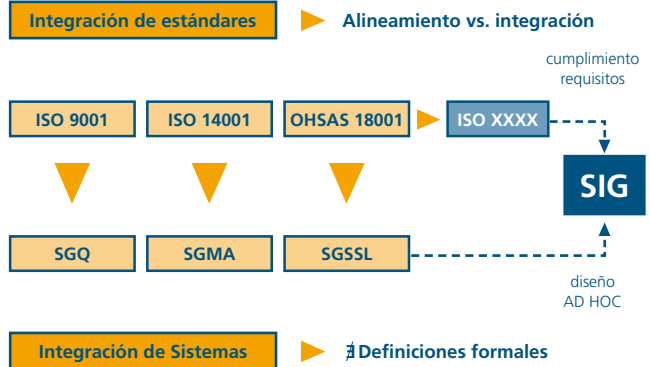 Integración de estándares
Alineamiento vs. integración
cumplimiento
requisitos
ISO 9001
ISO 14001
OHSAS 18001
ISO XXXX
SIG
SGQ
SGMA
SGSSL
diseño
AD HOC
Integración de Sistemas
∄ Definiciones formales